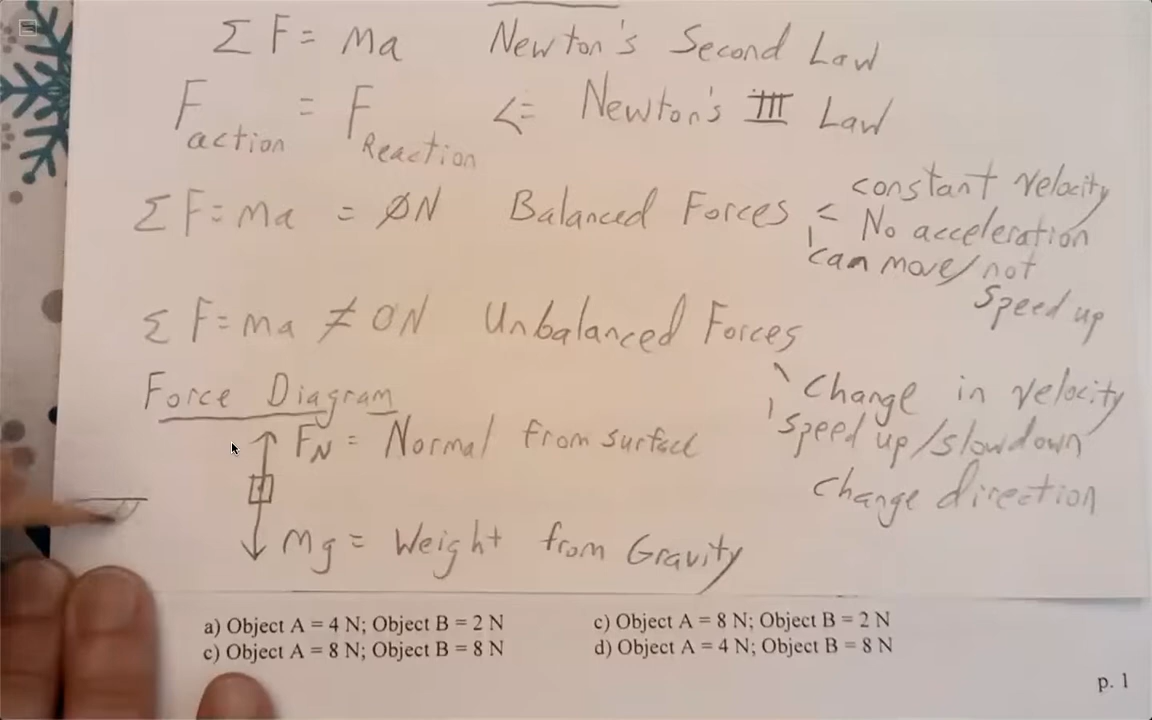 Σ F = Ma Newton's Second Law
F action = F Reaction <= Newton's III Law
Σ F = Ma = ØN Balanced Forces < constant velocity
No acceleration
can move/not
Speed up
Σ F = Ma ≠ ON Unbalanced Forces
Change in velocity
speed up/slowdown
change direction
Force Diagram
FN = Normal from surface
Mg = Weight from Gravity
a) Object A = 4 N; Object B = 2 N
c) Object A = 8 N; Object B = 2 N
c) Object A = 8 N; Object B = 8 N
d) Object A = 4 N; Object B = 8 N
p. 1